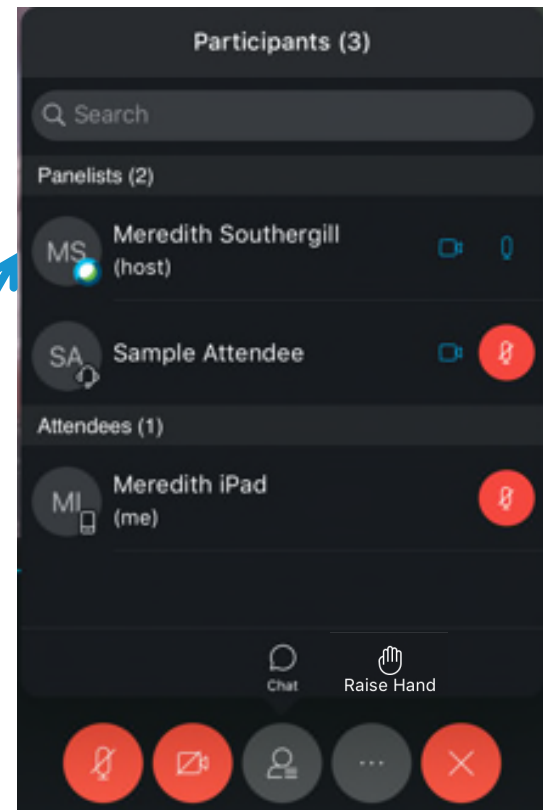 Participants (3)
Search
Panelists (2)
MS
Meredith Southergill
(host)
SA
Sample Attendee
Attendees (1)
MI
Meredith iPad
(me)
Chat
Raise Hand